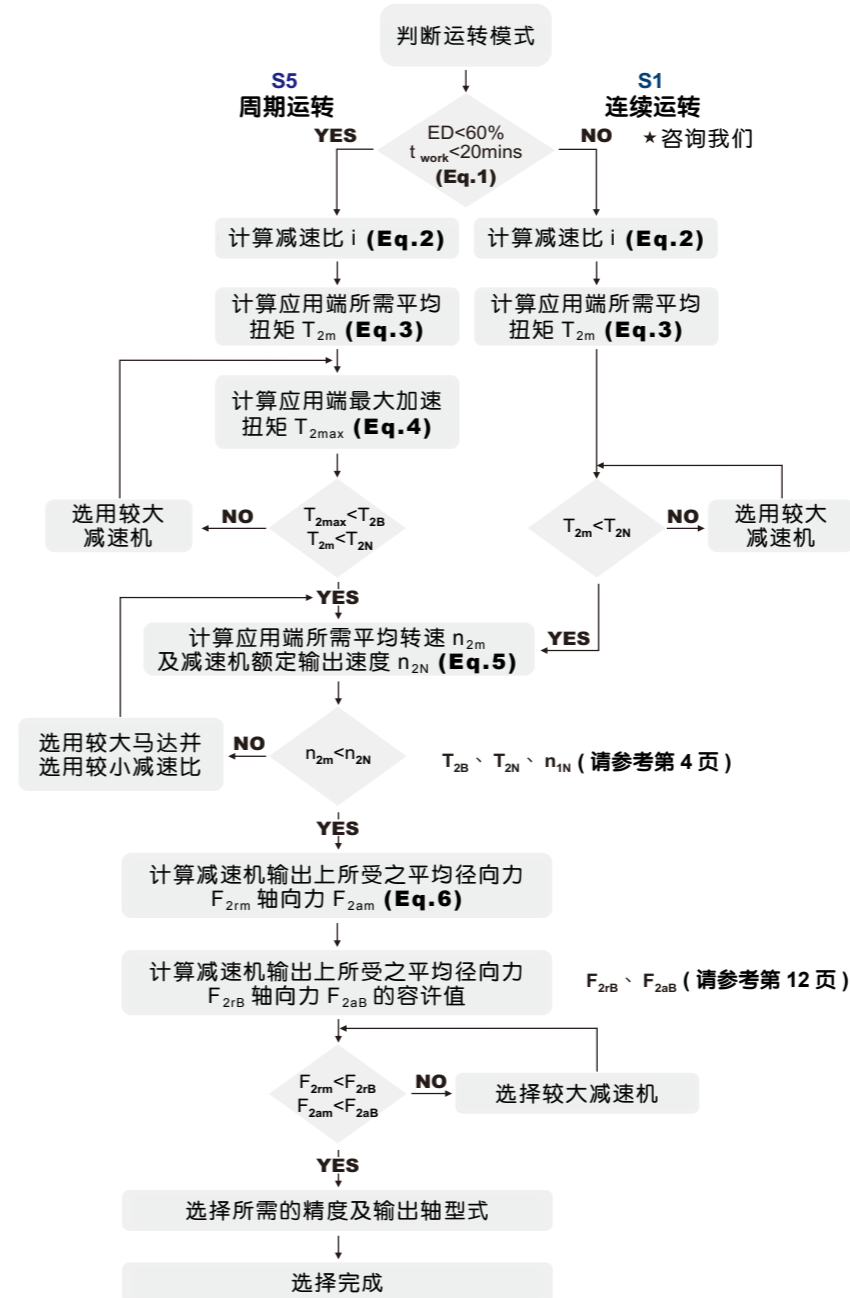 判断运转模式
S5
周期运转
S1
连续运转
YES
ED<60%
t work<20mins
(Eq.1)
NO
★咨询我们
计算减速比 i (Eq.2)
计算减速比 i (Eq.2)
计算应用端所需平均
扭矩 T2m (Eq.3)
计算应用端所需平均
扭矩 T2m (Eq.3)
计算应用端最大加速
扭矩 T2max (Eq.4)
选用较大
减速机
NO
T2max<T2B
T2m<T2N
T2m<T2N
NO
选用较大
减速机
YES
计算应用端所需平均转速 n2m
及减速机额定输出速度 n2N (Eq.5)
YES
选用较大马达并
选用较小减速比
NO
n2m<n2N
T2B、T2N、n1N ( 请参考第 4 页 )
YES
计算减速机输出上所受之平均径向力
F2rm 轴向力 F2am (Eq.6)
计算减速机输出上所受之平均径向力
F2rB 轴向力 F2aB 的容许值
F2rB、F2aB ( 请参考第 12 页 )
F2rm<F2rB
F2am<F2aB
NO
选择较大减速机
YES
选择所需的精度及输出轴型式
选择完成